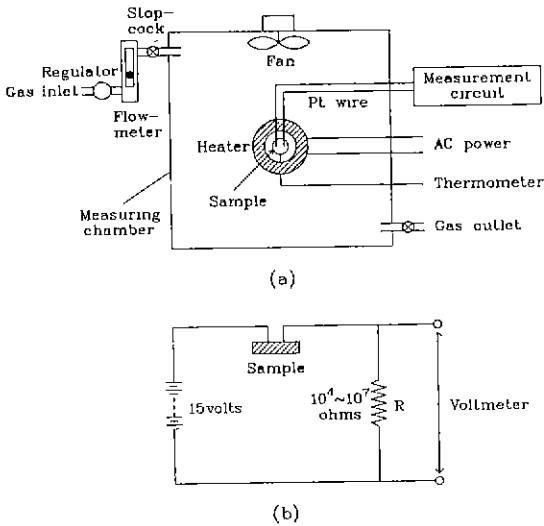 Stop-
cock
Regulator
Gas inlet
Flow-
meter
Fan
Measurement
circuit
Pt wire
Heater
AC power
Sample
Thermometer
Measuring
chamber
Gas outlet
(a)
Sample
15volts
10⁴~10⁷
ohms
R
Voltmeter
(b)